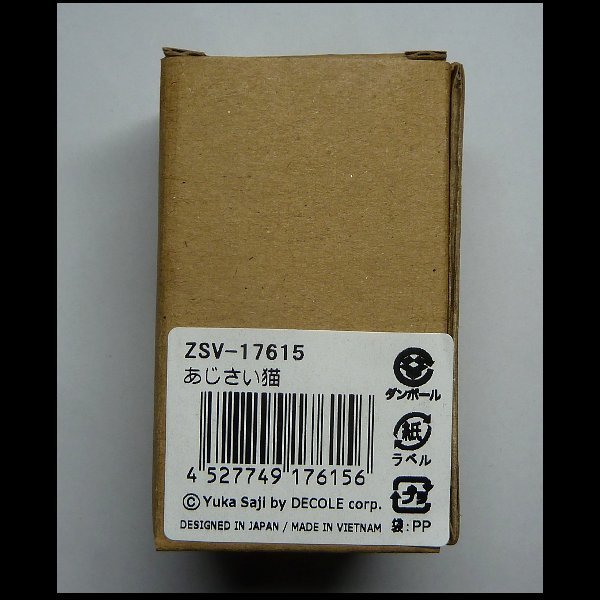 ZSV-17615
あじさい猫
4 527749 176156
© Yuka Saji by DECOLE corp.
DESIGNED IN JAPAN / MADE IN VIETNAM
ダンボール
紙
ラベル
プラ
袋:PP